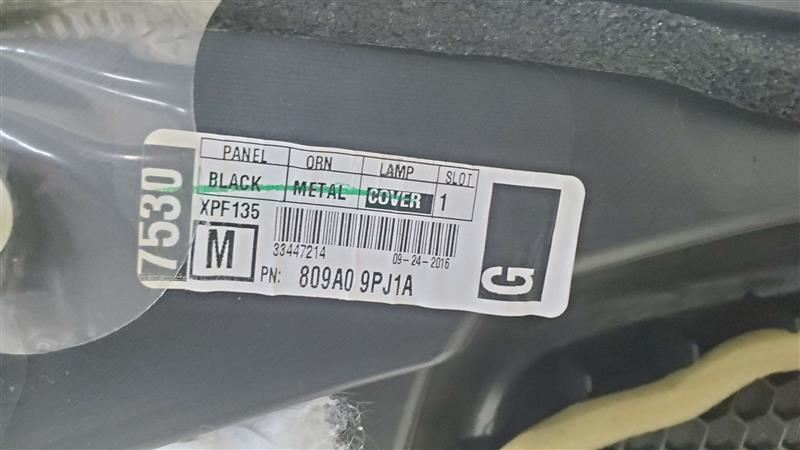 7530
PANEL ORN LAMP SLOT
BLACK METAL COVER 1
XPF135
M
33447214 09-24-2016
PN: 809A0 9PJ1A
G